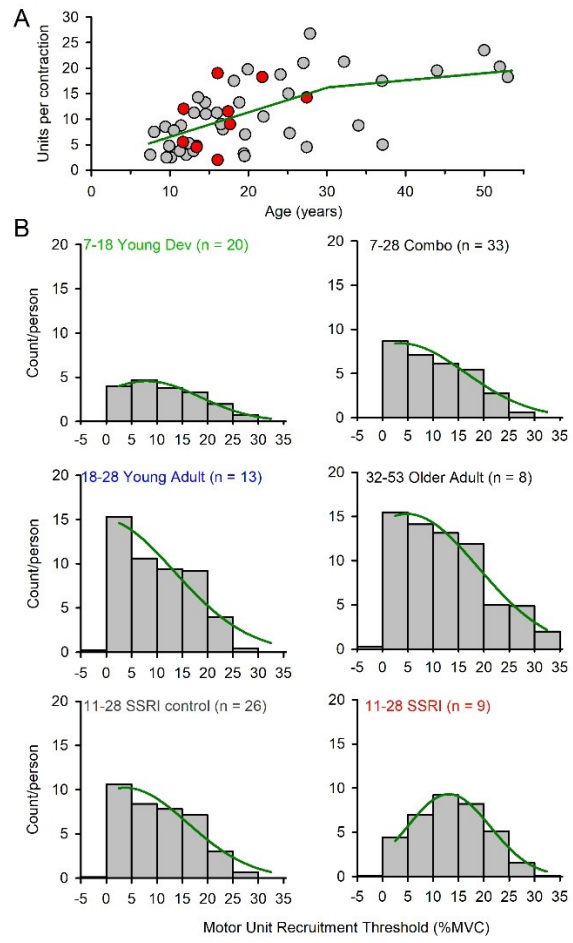 A
30
25
20
15
10
5
0
Units per contraction
0 10 20 30 40 50
Age (years)
B
7-18 Young Dev (n = 20)
20
15
10
5
0
Count/person
-5 0 5 10 15 20 25 30 35
7-28 Combo (n = 33)
20
15
10
5
0
-5 0 5 10 15 20 25 30 35
18-28 Young Adult (n = 13)
20
15
10
5
0
Count/person
-5 0 5 10 15 20 25 30 35
32-53 Older Adult (n = 8)
20
15
10
5
0
-5 0 5 10 15 20 25 30 35
11-28 SSRI control (n = 26)
20
15
10
5
0
Count/person
-5 0 5 10 15 20 25 30 35
11-28 SSRI (n = 9)
20
15
10
5
0
-5 0 5 10 15 20 25 30 35
Motor Unit Recruitment Threshold (%MVC)